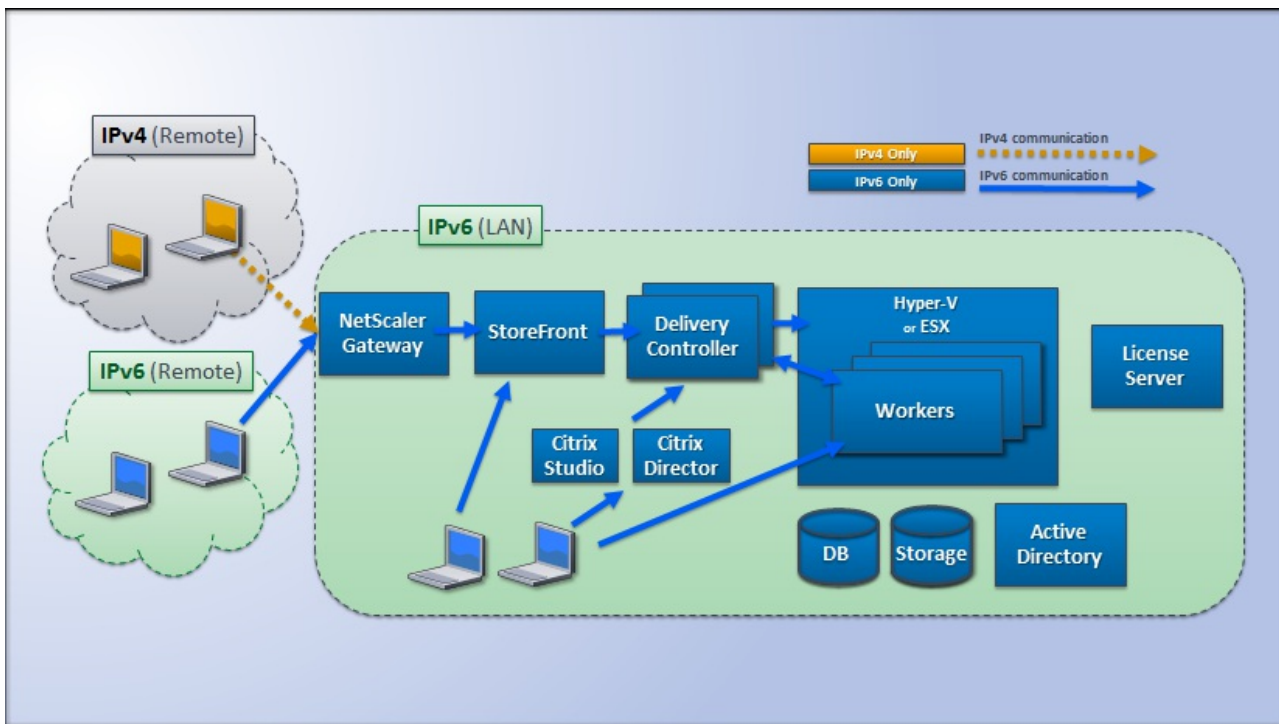 IPv4 (Remote)
IPv4 Only
IPv4 communication
IPv6 Only
IPv6 communication
IPv6 (LAN)
NetScaler
Gateway
StoreFront
Delivery
Controller
Hyper-V
or ESX
Workers
License
Server
IPv6 (Remote)
Citrix
Studio
Citrix
Director
DB
Storage
Active
Directory